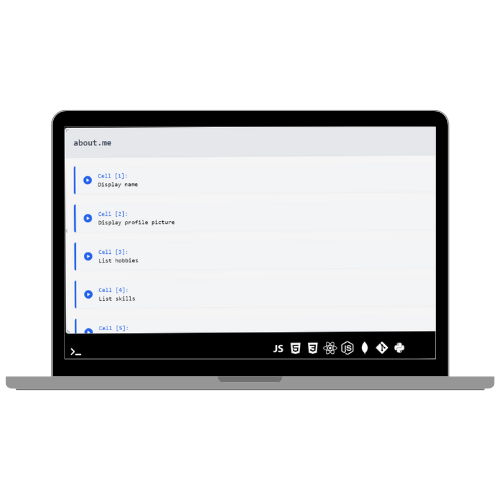 about.me
Cell [1]:
Display name
Cell [2]:
Display profile picture
Cell [3]:
List hobbies
Cell [4]:
List skills
Cell [5]:
>_
JS 5 3 JS